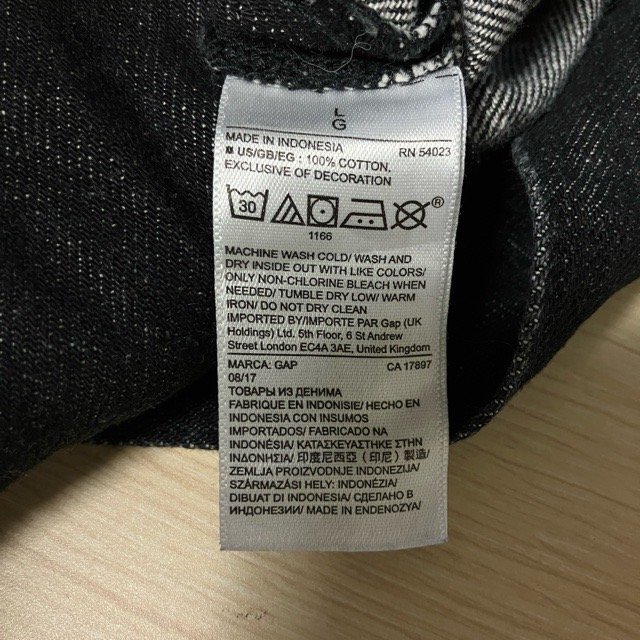 L
G
MADE IN INDONESIA RN 54023
US/GB/EG : 100% COTTON,
EXCLUSIVE OF DECORATION
30
®
1166
MACHINE WASH COLD/ WASH AND
DRY INSIDE OUT WITH LIKE COLORS/
ONLY NON-CHLORINE BLEACH WHEN
NEEDED/ TUMBLE DRY LOW/ WARM
IRON/ DO NOT DRY CLEAN
IMPORTED BY/IMPORTE PAR Gap (UK
Holdings) Ltd. 5th Floor, 6 St Andrew
Street London EC4A 3AE, United Kingdom
MARCA: GAP CA 17897
08/17
ТОВАРЫ ИЗ ДЕНИМА
FABRIQUE EN INDONISIE/ HECHO EN
INDONESIA CON INSUMOS
IMPORTADOS/ FABRICADO NA
INDONÉSIA/ ΚΑΤΑΣΚΕΥΑΣΤΗΚΕ ΣΤΗΝ
ΙΝΔΟΝΗΣΙΑ/ 印度尼西亞（印尼）製造/
ZEMLJA PROIZVODNJE INDONEZIJA/
SZÁRMAZÁSI HELY: INDONÉZIA/
DIBUAT DI INDONESIA/ СДЕЛАНО В
ИНДОНЕЗИИ/ MADE IN ENDONEZYA/